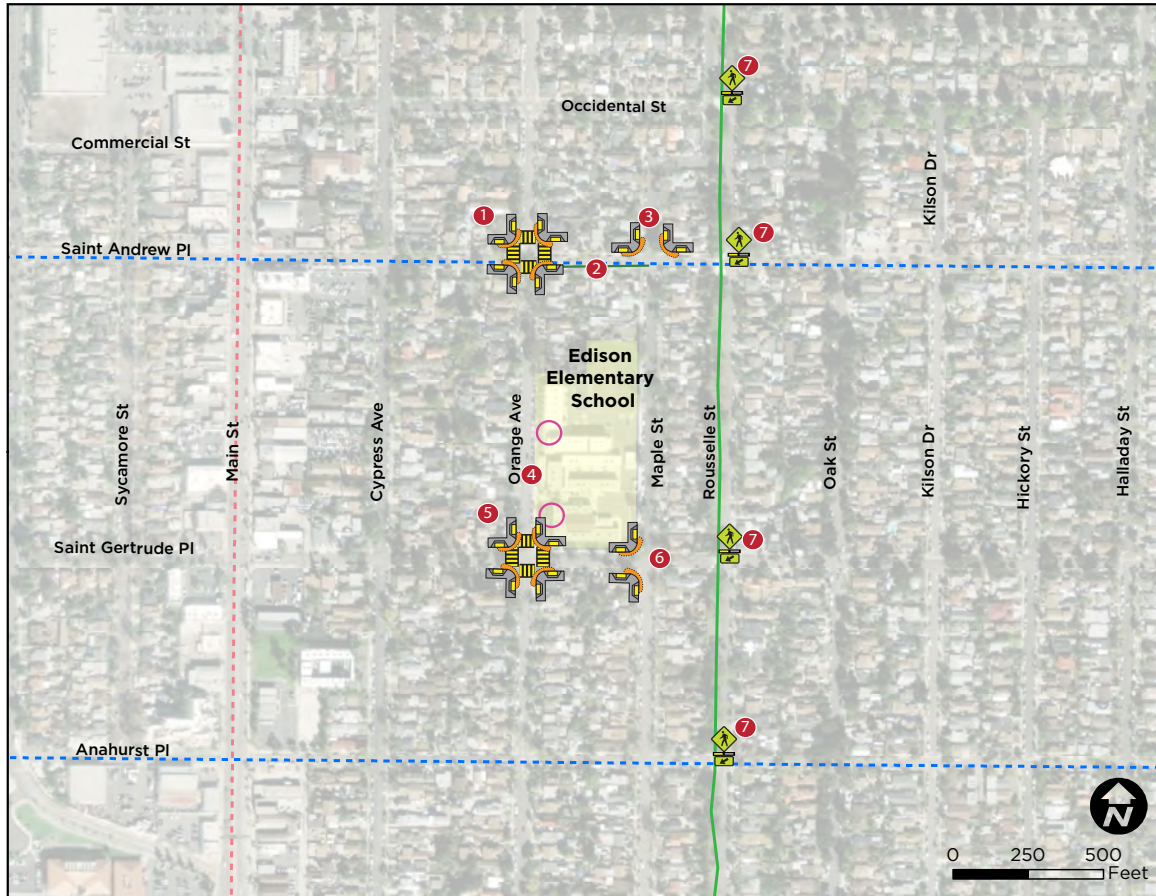 7
Occidental St
Commercial St
Kilson Dr
1
3
7
Saint Andrew Pl
2
Edison
Elementary
School
Sycamore St
Main St
Cypress Ave
Orange Ave
Maple St
Rousselle St
Oak St
Kilson Dr
Hickory St
Halladay St
4
5
Saint Gertrude Pl
7
6
7
Anahurst Pl
N
0 250 500
Feet